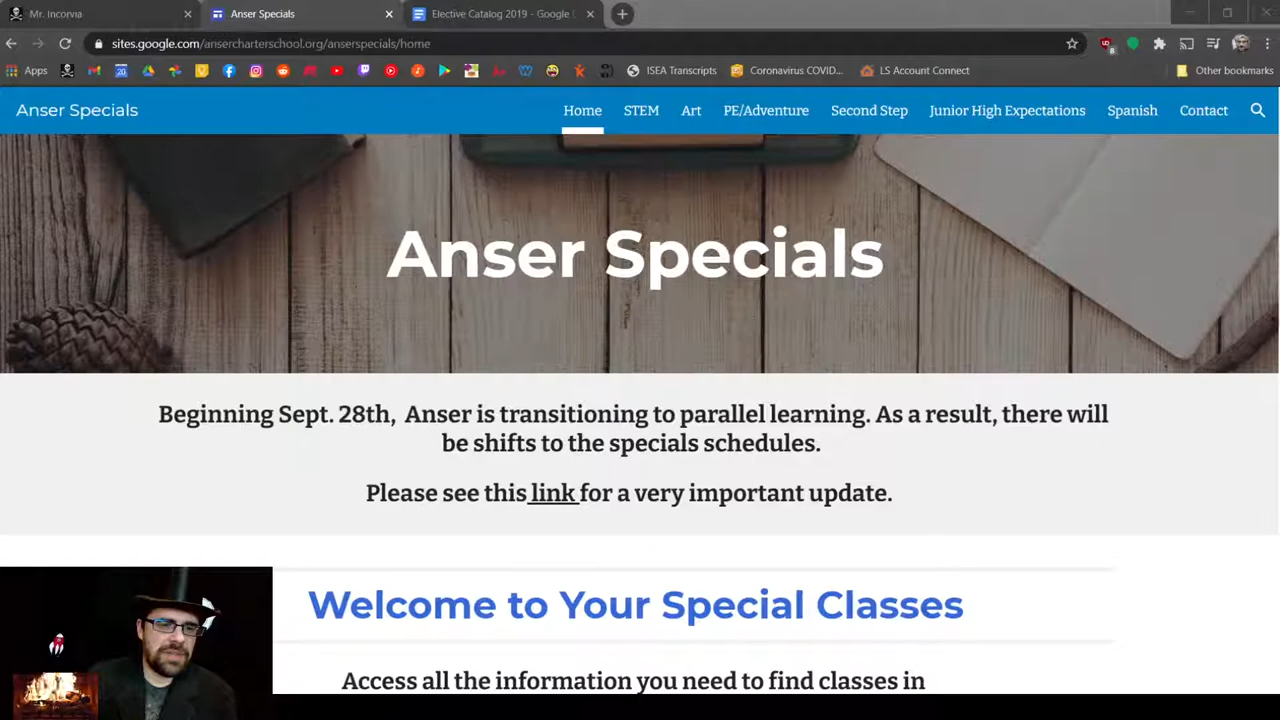 Mr. Incorvia
Anser Specials
Elective Catalog 2019 - Google
sites.google.com/ansercharterschool.org/anserspecials/home
Apps
ISEA Transcripts
Coronavirus COVID...
LS Account Connect
Other bookmarks
Anser Specials
Home
STEM
Art
PE/Adventure
Second Step
Junior High Expectations
Spanish
Contact
Anser Specials
Beginning Sept. 28th, Anser is transitioning to parallel learning. As a result, there will
be shifts to the specials schedules.
Please see this link for a very important update.
Welcome to Your Special Classes
Access all the information you need to find classes in